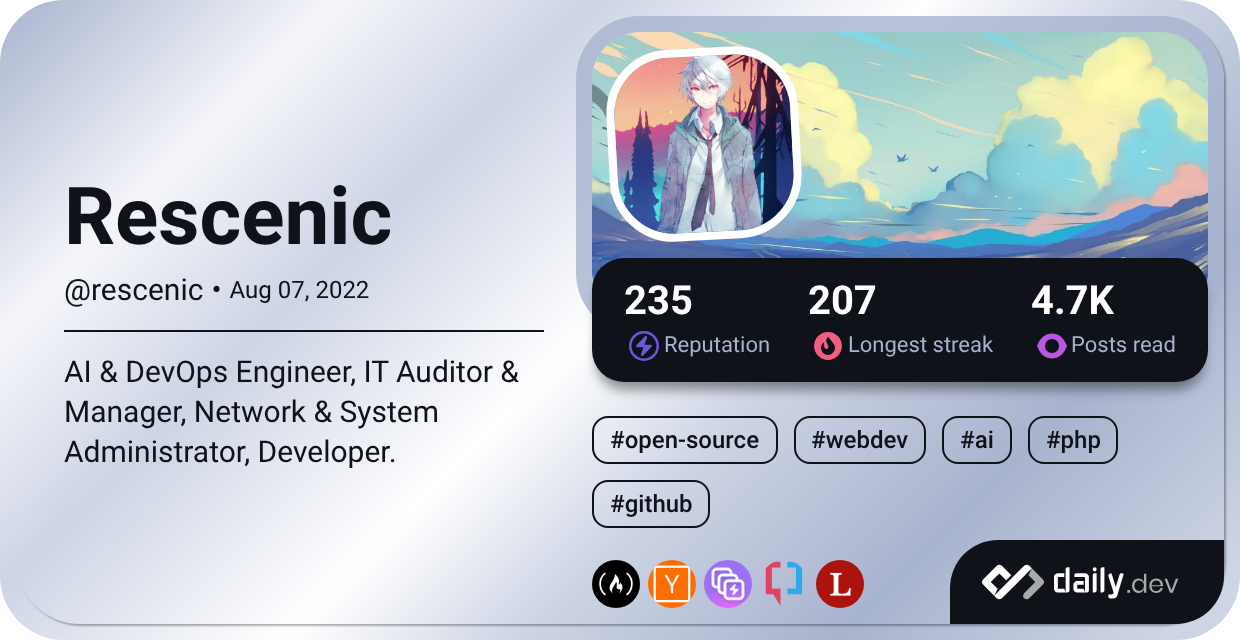 Rescenic
@rescenic • Aug 07, 2022
AI & DevOps Engineer, IT Auditor &
Manager, Network & System
Administrator, Developer.
235
Reputation
207
Longest streak
4.7K
Posts read
#open-source #webdev #ai #php
#github
Y
L
daily.dev